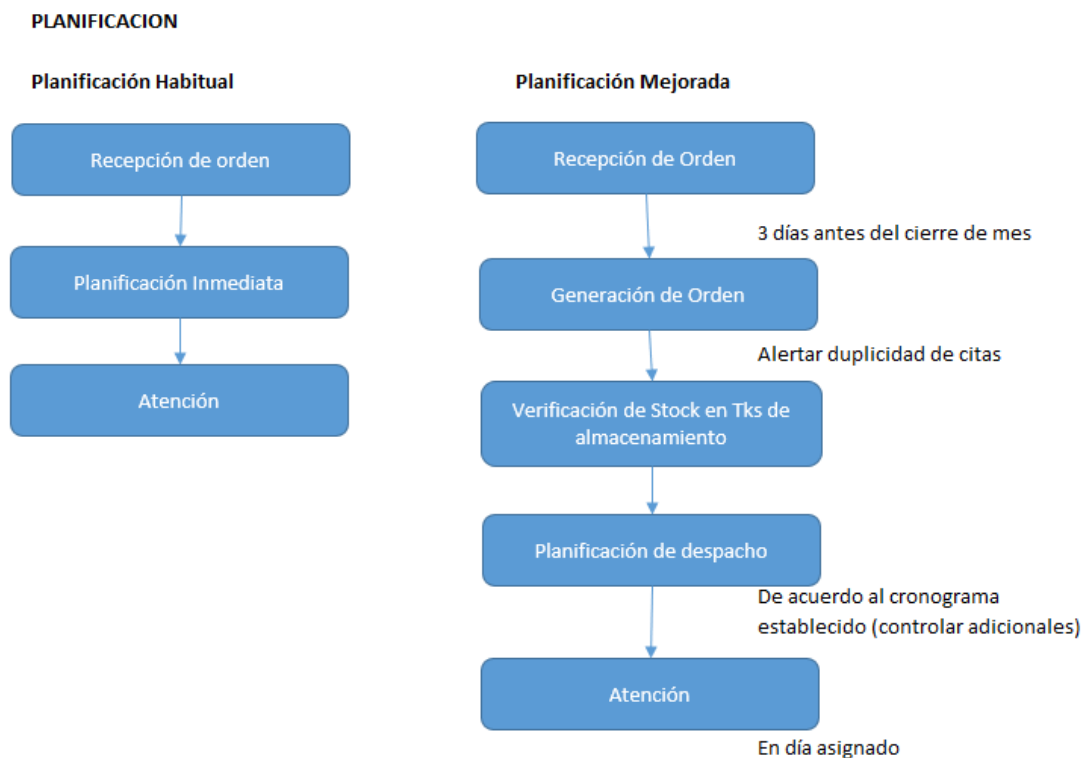 PLANIFICACION
Planificación Habitual
Recepción de orden
Planificación Inmediata
Atención
Planificación Mejorada
Recepción de Orden
3 días antes del cierre de mes
Generación de Orden
Alertar duplicidad de citas
Verificación de Stock en Tks de
almacenamiento
Planificación de despacho
De acuerdo al cronograma
establecido (controlar adicionales)
Atención
En día asignado